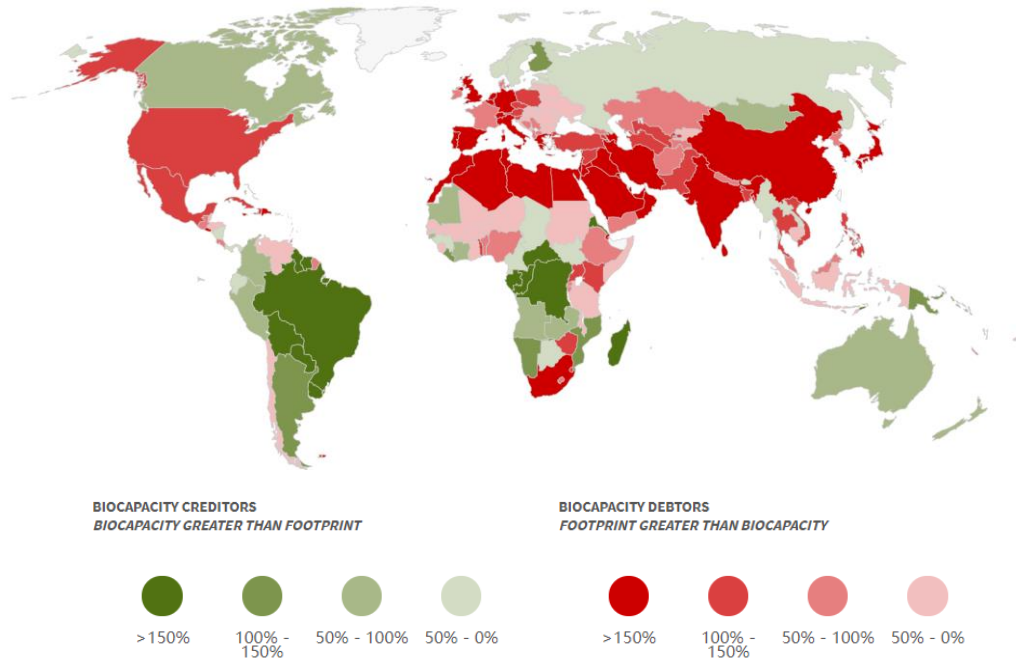 BIOCAPACITY CREDITORS
BIOCAPACITY GREATER THAN FOOTPRINT
BIOCAPACITY DEBTORS
FOOTPRINT GREATER THAN BIOCAPACITY
>150%
100% -
150%
50% - 100%
50% - 0%
>150%
100% -
150%
50% - 100%
50% - 0%